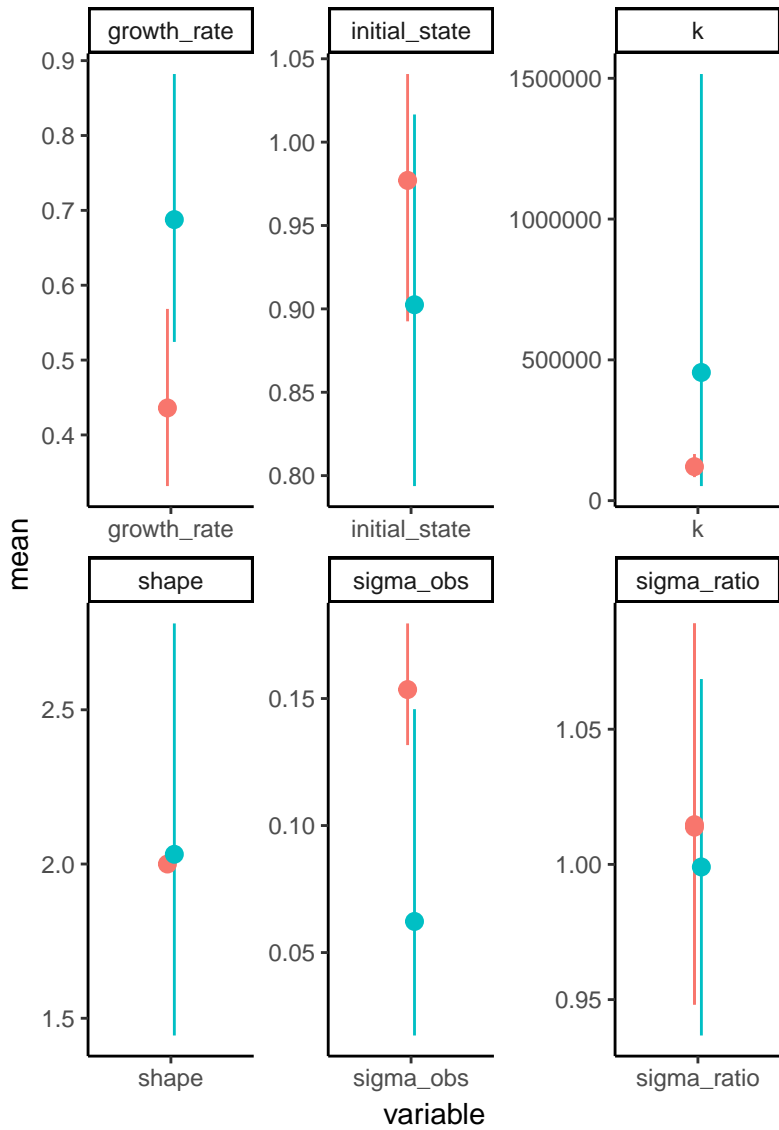 growth_rate
initial_state
k
0.9
0.8
0.7
0.6
0.5
0.4
1.05
1.00
0.95
0.90
0.85
0.80
1500000
1000000
500000
0
growth_rate
initial_state
k
mean
shape
sigma_obs
sigma_ratio
2.5
2.0
1.5
0.15
0.10
0.05
1.05
1.00
0.95
shape
sigma_obs
sigma_ratio
variable